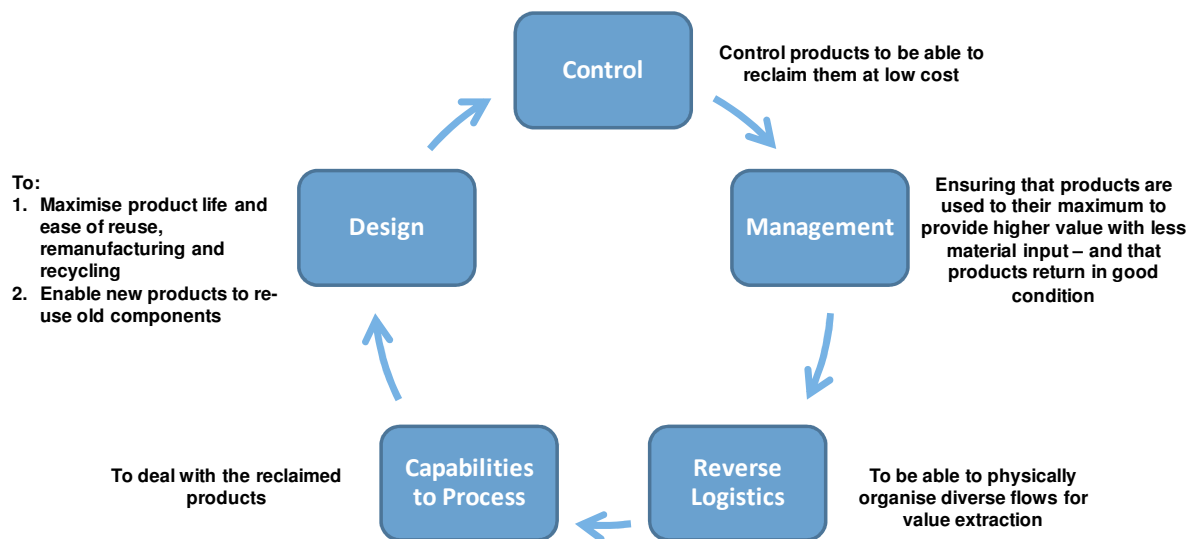 Control
Control products to be able to
reclaim them at low cost
Management
Ensuring that products are
used to their maximum to
provide higher value with less
material input – and that
products return in good
condition
Reverse
Logistics
To be able to physically
organise diverse flows for
value extraction
Capabilities
to Process
To deal with the reclaimed
products
Design
To:
1. Maximise product life and
ease of reuse,
remanufacturing and
recycling
2. Enable new products to re-
use old components